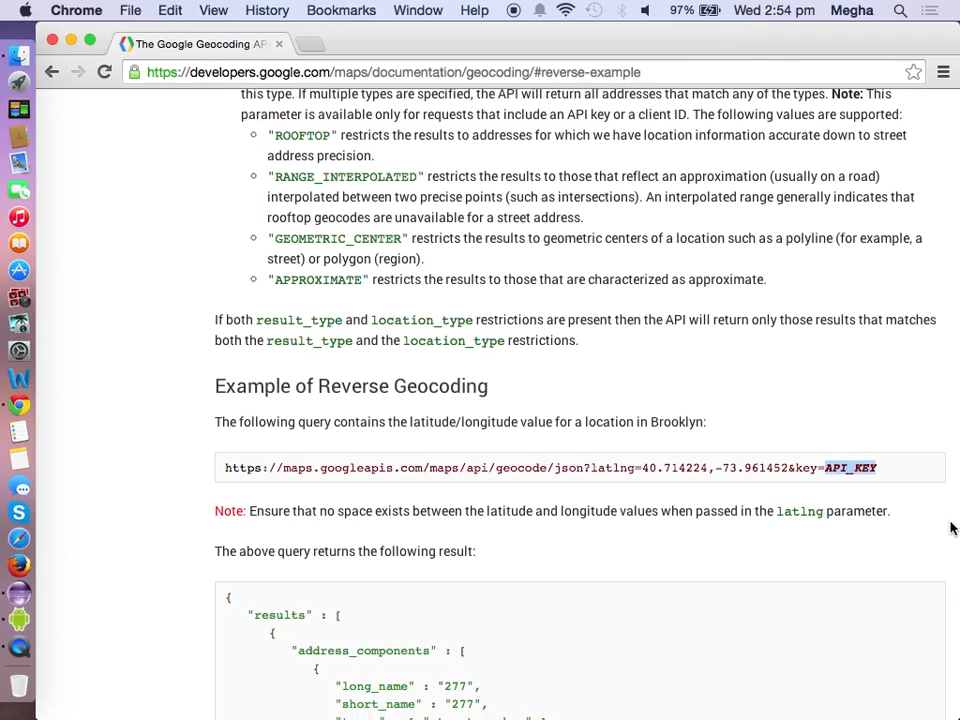 Chrome File Edit View History Bookmarks Window Help 97% Wed 2:54 pm Megha
The Google Geocoding AP
https://developers.google.com/maps/documentation/geocoding/#reverse-example
this type. If multiple types are specified, the API will return all addresses that match any of the types. Note: This
parameter is available only for requests that include an API key or a client ID. The following values are supported:
"ROOFTOP" restricts the results to addresses for which we have location information accurate down to street
address precision.
"RANGE_INTERPOLATED" restricts the results to those that reflect an approximation (usually on a road)
interpolated between two precise points (such as intersections). An interpolated range generally indicates that
rooftop geocodes are unavailable for a street address.
"GEOMETRIC_CENTER" restricts the results to geometric centers of a location such as a polyline (for example, a
street) or polygon (region).
"APPROXIMATE" restricts the results to those that are characterized as approximate.
If both result_type and location_type restrictions are present then the API will return only those results that matches
both the result_type and the location_type restrictions.
Example of Reverse Geocoding
The following query contains the latitude/longitude value for a location in Brooklyn:
https://maps.googleapis.com/maps/api/geocode/json?latlng=40.714224,-73.961452&key=API_KEY
Note: Ensure that no space exists between the latitude and longitude values when passed in the latlng parameter.
The above query returns the following result:
{
"results" : [
{
"address_components" : [
{
"long_name" : "277",
"short_name" : "277",